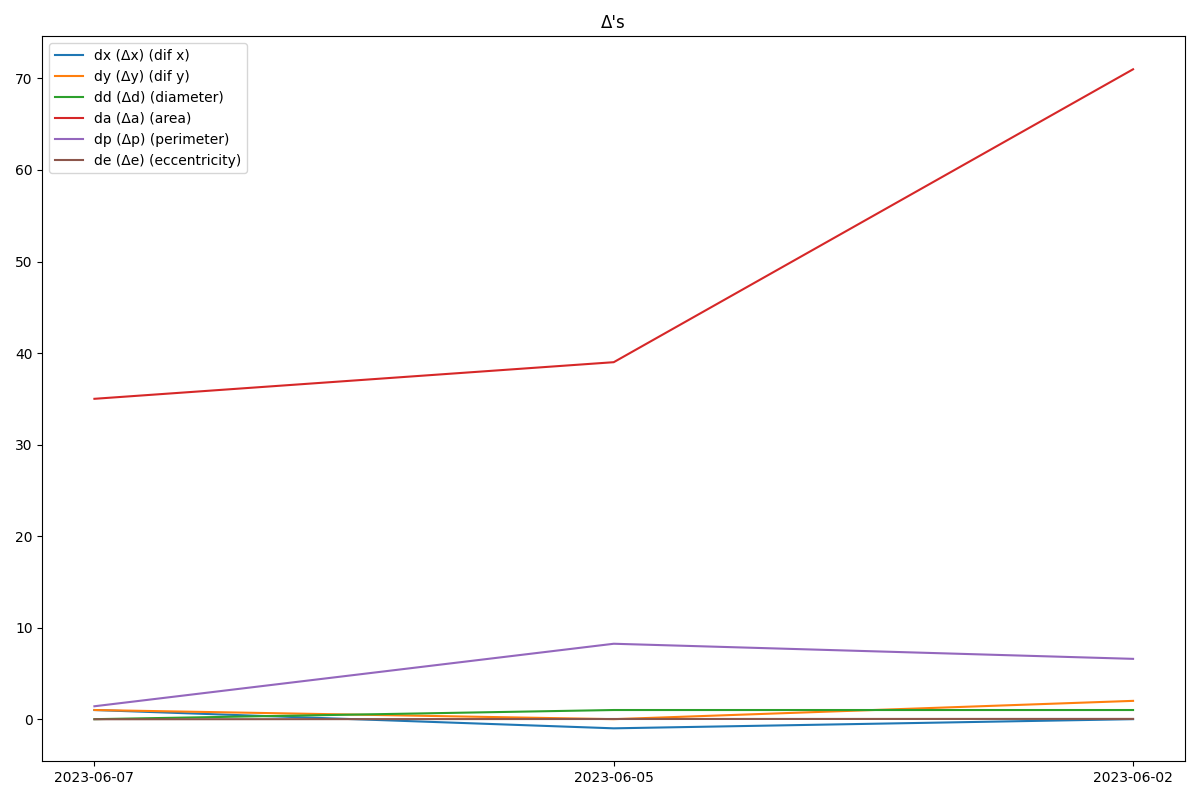 Δ's
dx (Δx) (dif x)
dy (Δy) (dif y)
dd (Δd) (diameter)
da (Δa) (area)
dp (Δp) (perimeter)
de (Δe) (eccentricity)
70
60
50
40
30
20
10
0
2023-06-07 2023-06-05 2023-06-02